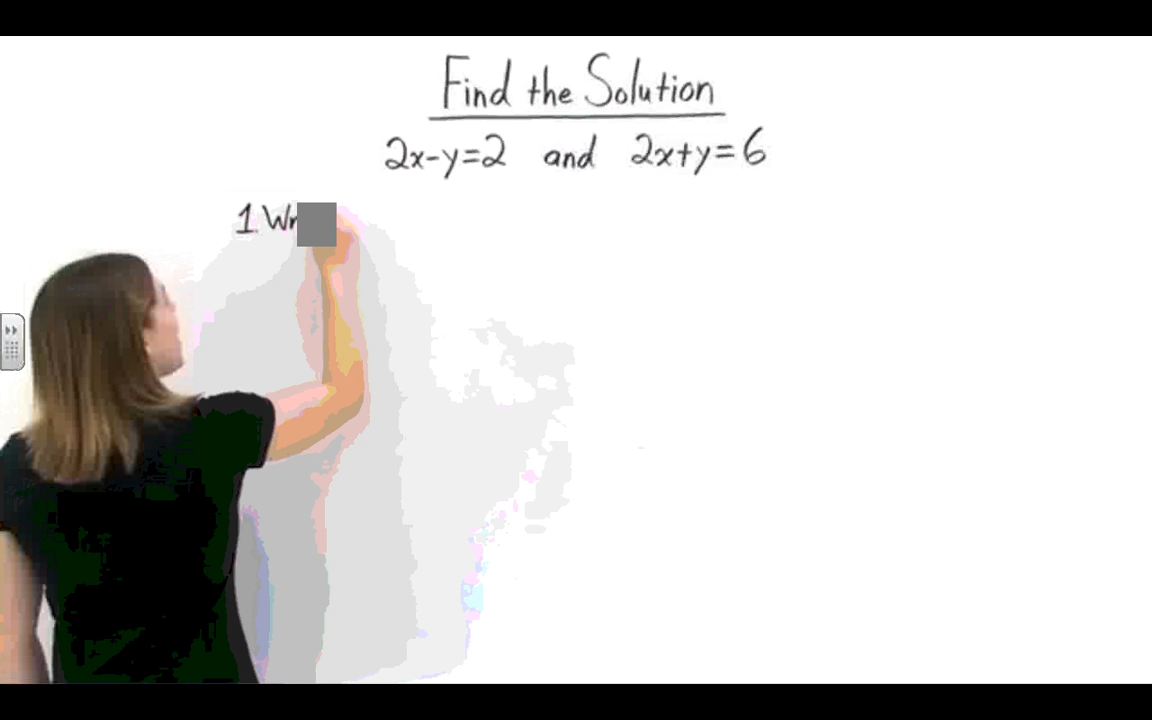 Find the Solution
2x-y=2 and 2x+y=6
1. Wr